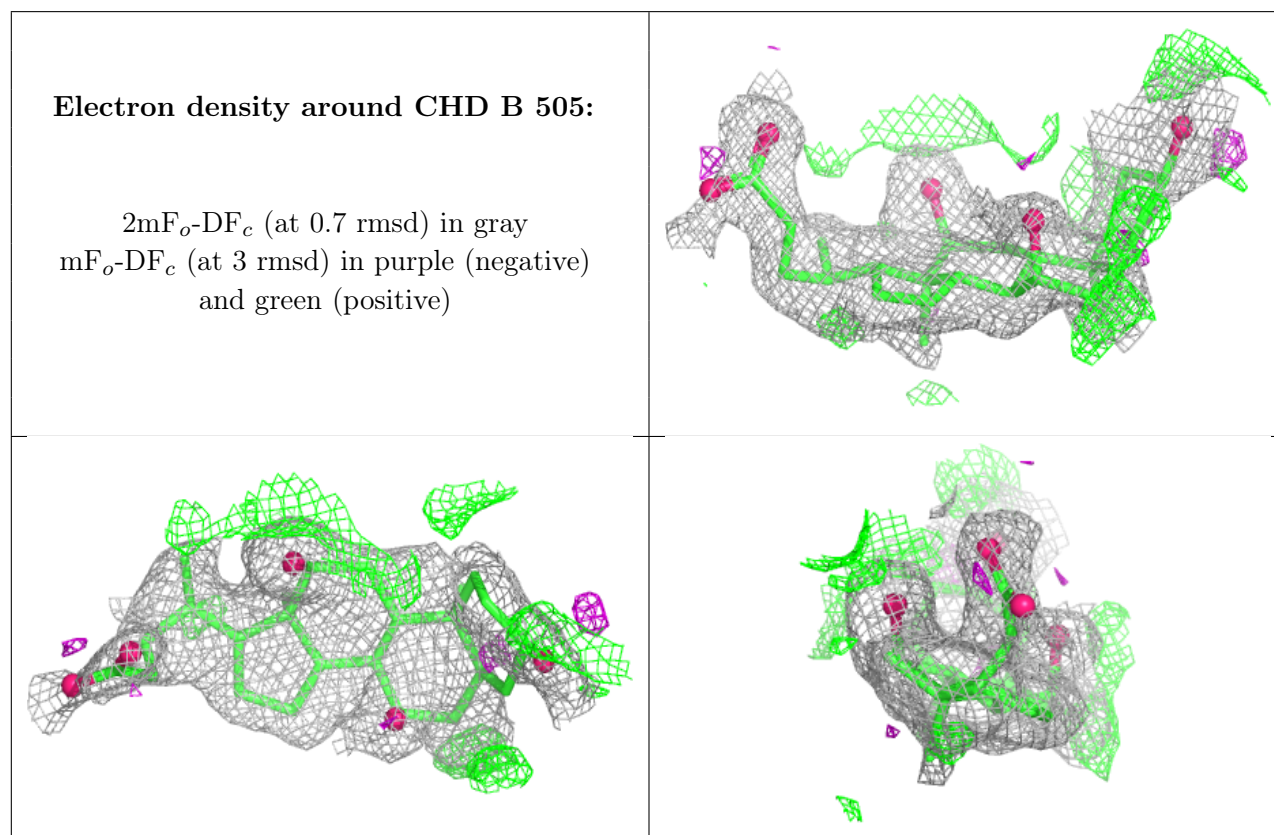 Electron density around CHD B 505:
2mFo-DFc (at 0.7 rmsd) in gray
mFo-DFc (at 3 rmsd) in purple (negative)
and green (positive)